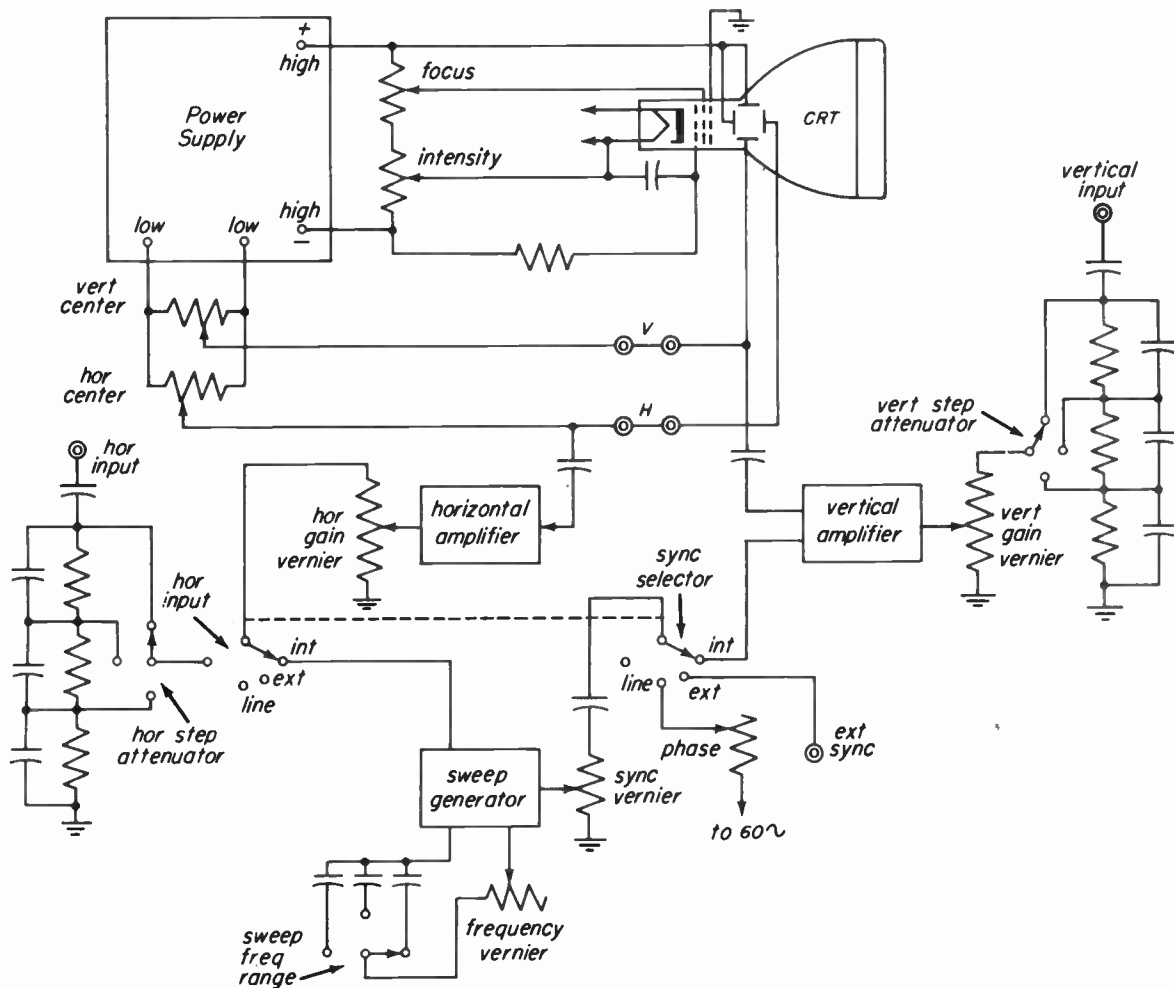 +
high
focus
Power
Supply
CRT
intensity
high
−
low
low
vertical
input
vert
center
V
hor
center
H
vert step
attenuator
hor
input
hor
gain
vernier
horizontal
amplifier
vertical
amplifier
vert
gain
vernier
sync
selector
hor
input
int
ext
line
int
line
ext
hor step
attenuator
phase
ext
sync
sweep
generator
sync
vernier
to 60~
frequency
vernier
sweep
freq
range